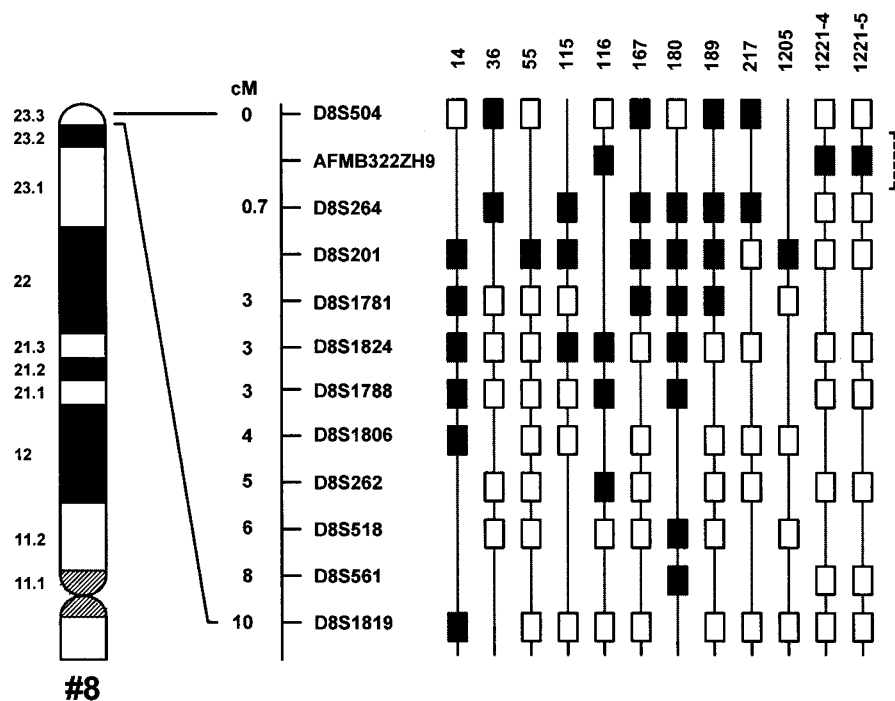 14 36 55 115 116 167 180 189 217 1205 1221-4 1221-5
cM
23.3 0 D8S504
23.2 AFMB322ZH9
23.1 0.7 D8S264
D8S201
22 3 D8S1781
21.3 3 D8S1824
21.2
21.1 3 D8S1788
12 4 D8S1806
5 D8S262
11.2 6 D8S518
11.1 8 D8S561
10 D8S1819
#8